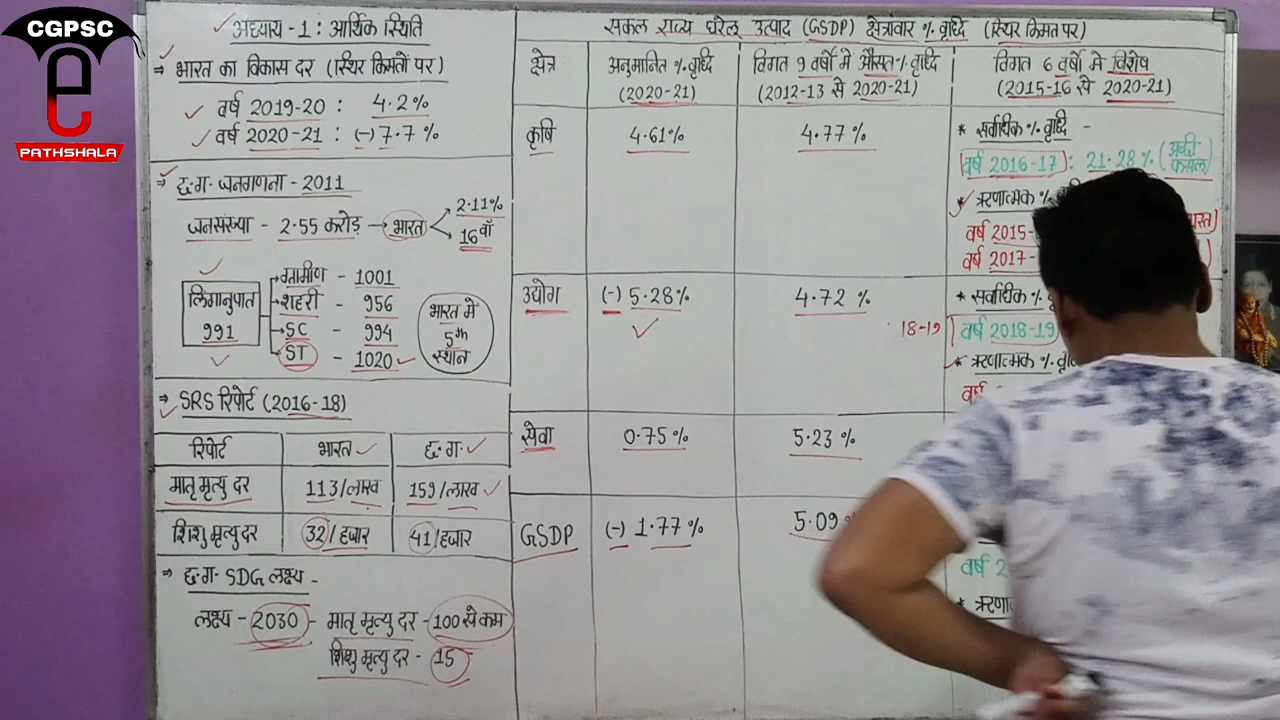 CGPSC
e
PATHSHALA
अध्याय - 1 : आर्थिक स्थिति
⇒ भारत का विकास दर (स्थिर किमतों पर)
वर्ष 2019-20 : 4.2%
वर्ष 2020-21 : (-) 7.7 %
⇒ छ.ग. जनगणना - 2011
जनसंख्या - 2.55 करोड़ → भारत
2.11%
16 वाँ
लिंगानुपात
991
ग्रामीण - 1001
शहरी - 956
SC - 994
ST - 1020
भारत में
5th
स्थान
⇒ SRS रिपोर्ट (2016-18)
रिपोर्ट भारत छ.ग.
मातृ मृत्यु दर 113/लाख 159/लाख
शिशु मृत्यु दर 32/हजार 41/हजार
⇒ छ.ग. SDG लक्ष्य -
लक्ष्य - 2030 - मातृ मृत्यु दर - 100 से कम
शिशु मृत्यु दर - 15
सकल राज्य घरेलू उत्पाद (GSDP) क्षेत्रांवार % वृध्दि (स्थिर किमत पर)
क्षेत्र
अनुमानित % वृध्दि
(2020-21)
विगत 9 वर्षो मे औसत % वृध्दि
(2012-13 से 2020-21)
विगत 6 वर्षो मे विशेष
(2015-16 से 2020-21)
कृषि 4.61% 4.77%
* सर्वाधिक % वृध्दि -
वर्ष 2016-17 : 21.28% (अच्छी
फसल)
* ऋणात्मक %
वर्ष 2015-
वर्ष 2017-
उद्योग (-) 5.28% 4.72 %
18-19
* सर्वाधिक %
वर्ष 2018-19
* ऋणात्मक %
सेवा 0.75 % 5.23 %
GSDP (-) 1.77 % 5.09 %
वर्ष 2